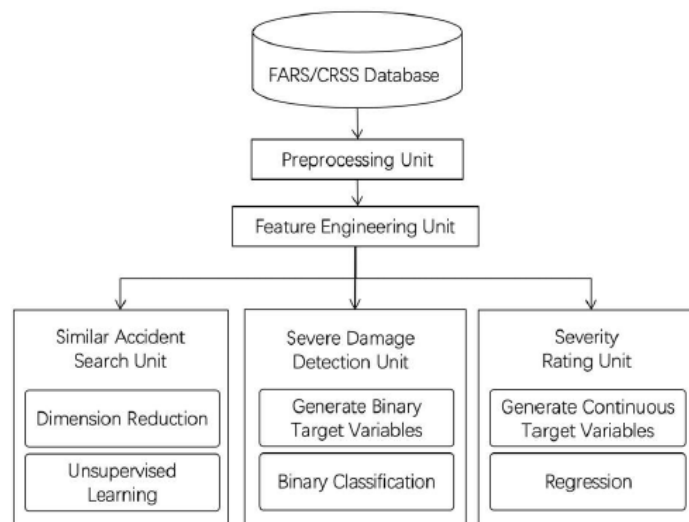 FARS/CRSS Database
Preprocessing Unit
Feature Engineering Unit
Similar Accident
Search Unit
Dimension Reduction
Unsupervised
Learning
Severe Damage
Detection Unit
Generate Binary
Target Variables
Binary Classification
Severity
Rating Unit
Generate Continuous
Target Variables
Regression